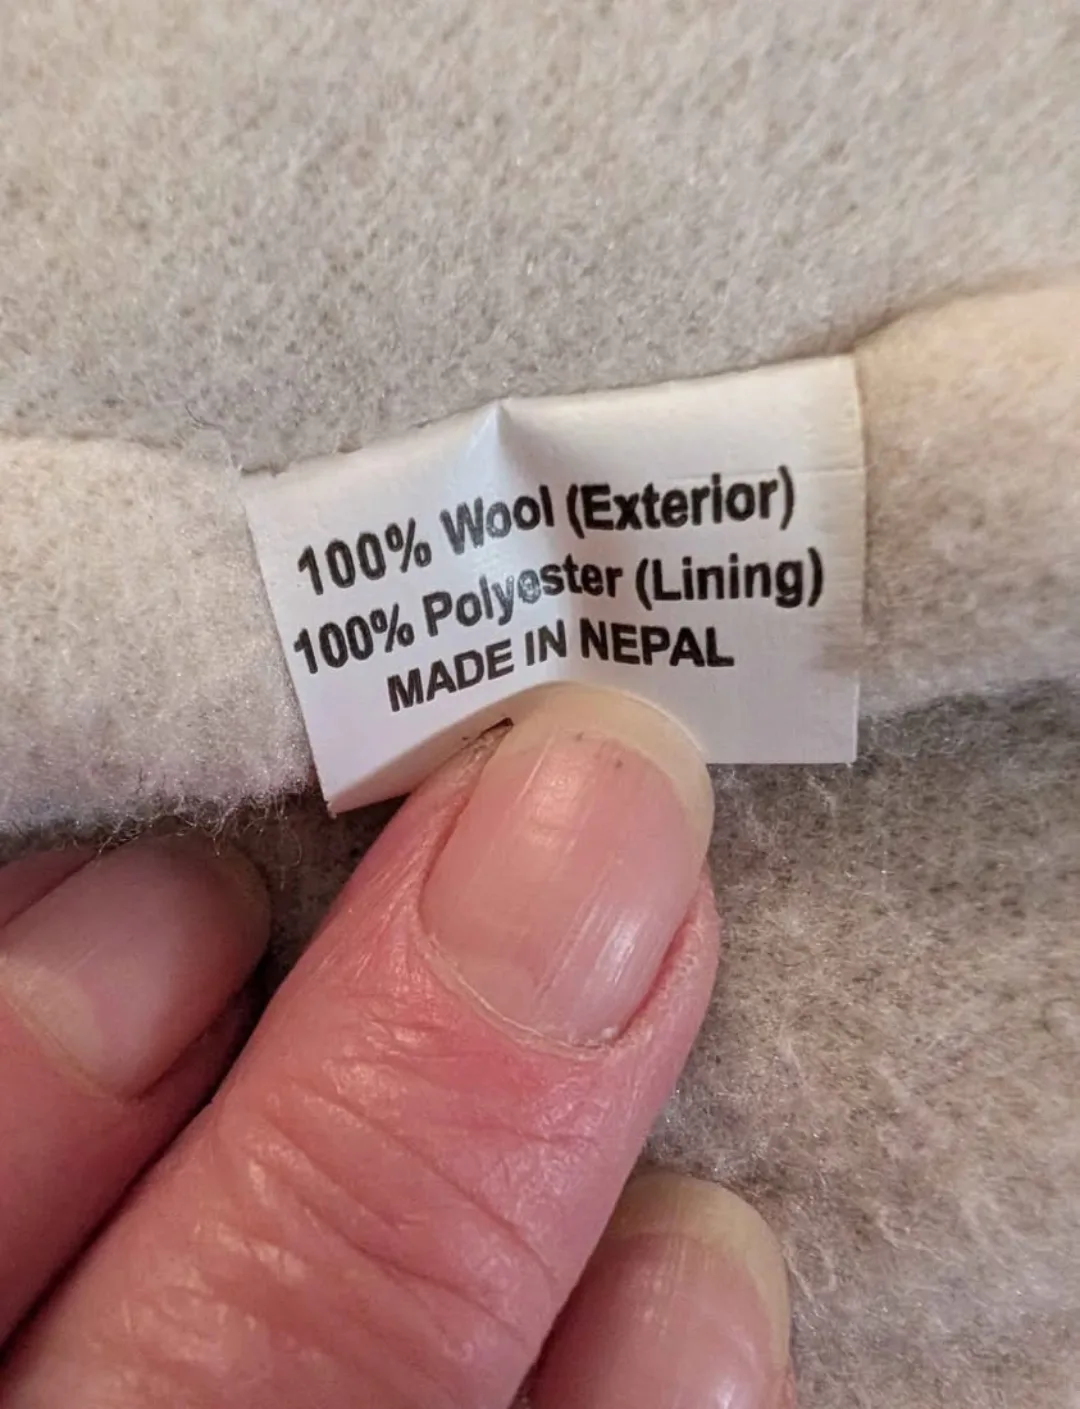 100% Wool (Exterior)
100% Polyester (Lining)
MADE IN NEPAL